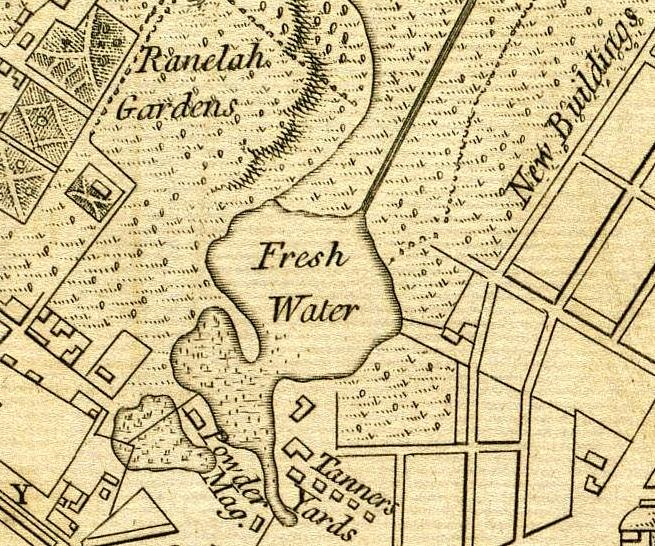 Ranelah
Gardens
New Buildings
Fresh
Water
Powder
Mag.
Tanners
Yards
Y